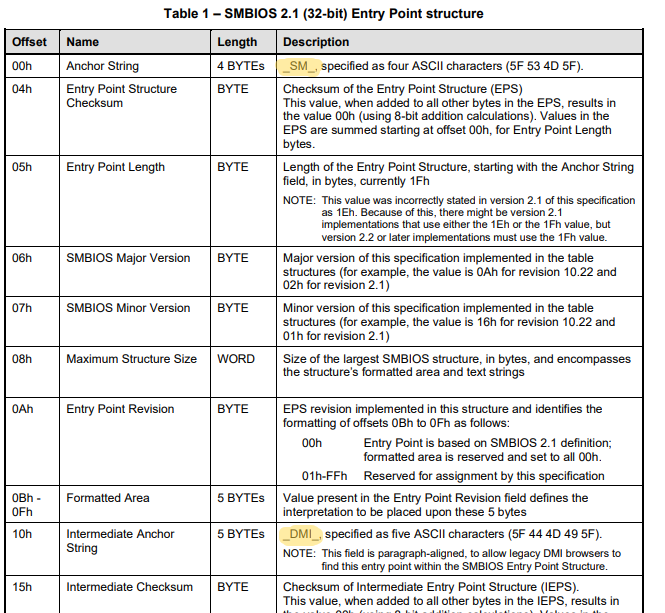 Table 1 – SMBIOS 2.1 (32-bit) Entry Point structure
Offset Name Length Description
00h Anchor String 4 BYTEs _SM_, specified as four ASCII characters (5F 53 4D 5F).
04h Entry Point Structure BYTE Checksum of the Entry Point Structure (EPS)
Checksum This value, when added to all other bytes in the EPS, results in
the value 00h (using 8-bit addition calculations). Values in the
EPS are summed starting at offset 00h, for Entry Point Length
bytes.
05h Entry Point Length BYTE Length of the Entry Point Structure, starting with the Anchor String
field, in bytes, currently 1Fh
NOTE: This value was incorrectly stated in version 2.1 of this specification
as 1Eh. Because of this, there might be version 2.1
implementations that use either the 1Eh or the 1Fh value, but
version 2.2 or later implementations must use the 1Fh value.
06h SMBIOS Major Version BYTE Major version of this specification implemented in the table
structures (for example, the value is 0Ah for revision 10.22 and
02h for revision 2.1)
07h SMBIOS Minor Version BYTE Minor version of this specification implemented in the table
structures (for example, the value is 16h for revision 10.22 and
01h for revision 2.1)
08h Maximum Structure Size WORD Size of the largest SMBIOS structure, in bytes, and encompasses
the structure's formatted area and text strings
0Ah Entry Point Revision BYTE EPS revision implemented in this structure and identifies the
formatting of offsets 0Bh to 0Fh as follows:
00h Entry Point is based on SMBIOS 2.1 definition;
formatted area is reserved and set to all 00h.
01h-FFh Reserved for assignment by this specification
0Bh - Formatted Area 5 BYTEs Value present in the Entry Point Revision field defines the
0Fh interpretation to be placed upon these 5 bytes
10h Intermediate Anchor 5 BYTEs _DMI_, specified as five ASCII characters (5F 44 4D 49 5F).
String NOTE: This field is paragraph-aligned, to allow legacy DMI browsers to
find this entry point within the SMBIOS Entry Point Structure.
15h Intermediate Checksum BYTE Checksum of Intermediate Entry Point Structure (IEPS).
This value, when added to all other bytes in the IEPS, results in